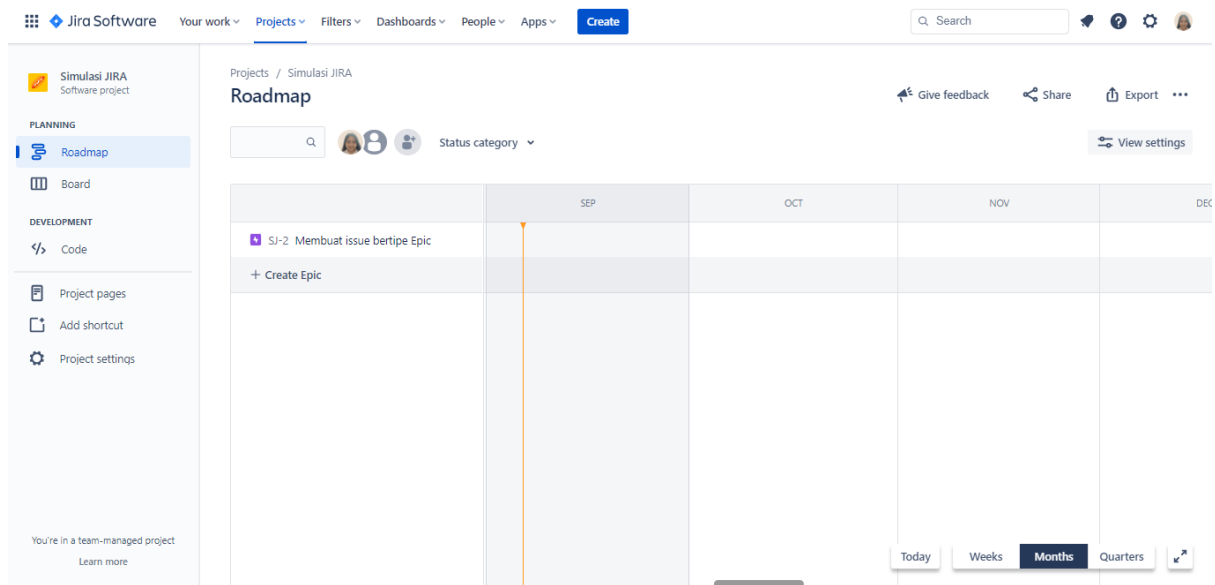 Jira Software Your work Projects Filters Dashboards People Apps Create Search
Simulasi JIRA
Software project
PLANNING
Roadmap
Board
DEVELOPMENT
Code
Project pages
Add shortcut
Project settings
You're in a team-managed project
Learn more
Projects / Simulasi JIRA
Roadmap
Give feedback Share Export
Status category View settings
SEP OCT NOV DEC
SJ-2 Membuat issue bertipe Epic
+ Create Epic
Today Weeks Months Quarters